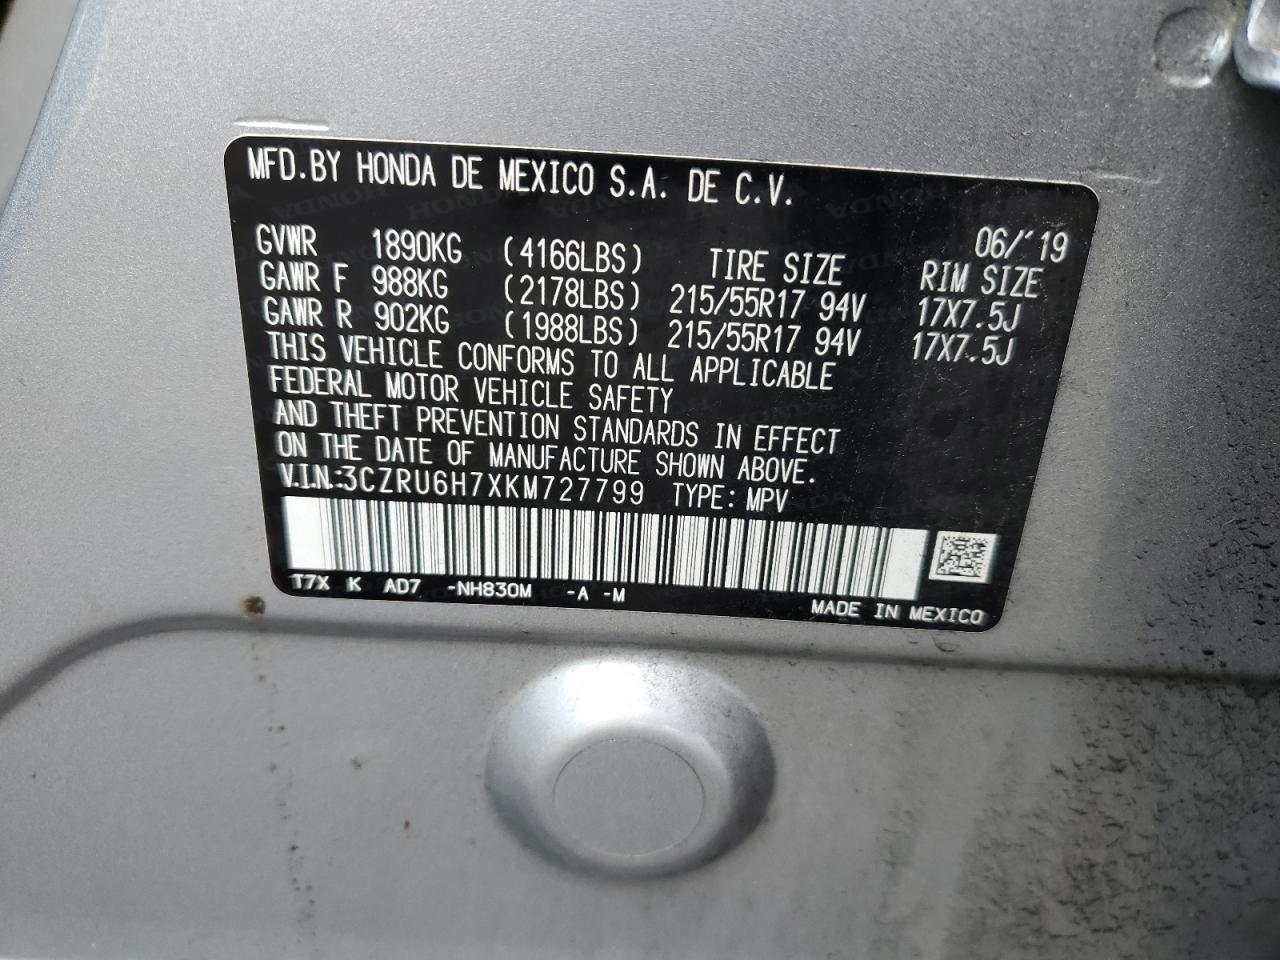 MFD.BY HONDA DE MEXICO S.A. DE C.V.
06/'19
GVWR 1890KG (4166LBS) TIRE SIZE RIM SIZE
GAWR F 988KG (2178LBS) 215/55R17 94V 17X7.5J
GAWR R 902KG (1988LBS) 215/55R17 94V 17X7.5J
THIS VEHICLE CONFORMS TO ALL APPLICABLE
FEDERAL MOTOR VEHICLE SAFETY
AND THEFT PREVENTION STANDARDS IN EFFECT
ON THE DATE OF MANUFACTURE SHOWN ABOVE.
V.I.N.:3CZRU6H7XKM727799 TYPE: MPV
T7X K AD7 -NH830M -A -M
MADE IN MEXICO